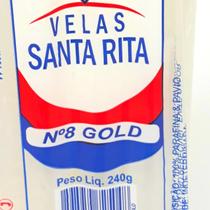 VELAS
SANTA RITA
Nº8 GOLD
Peso Liq. 240g
100% PARAFINA & PAVIO